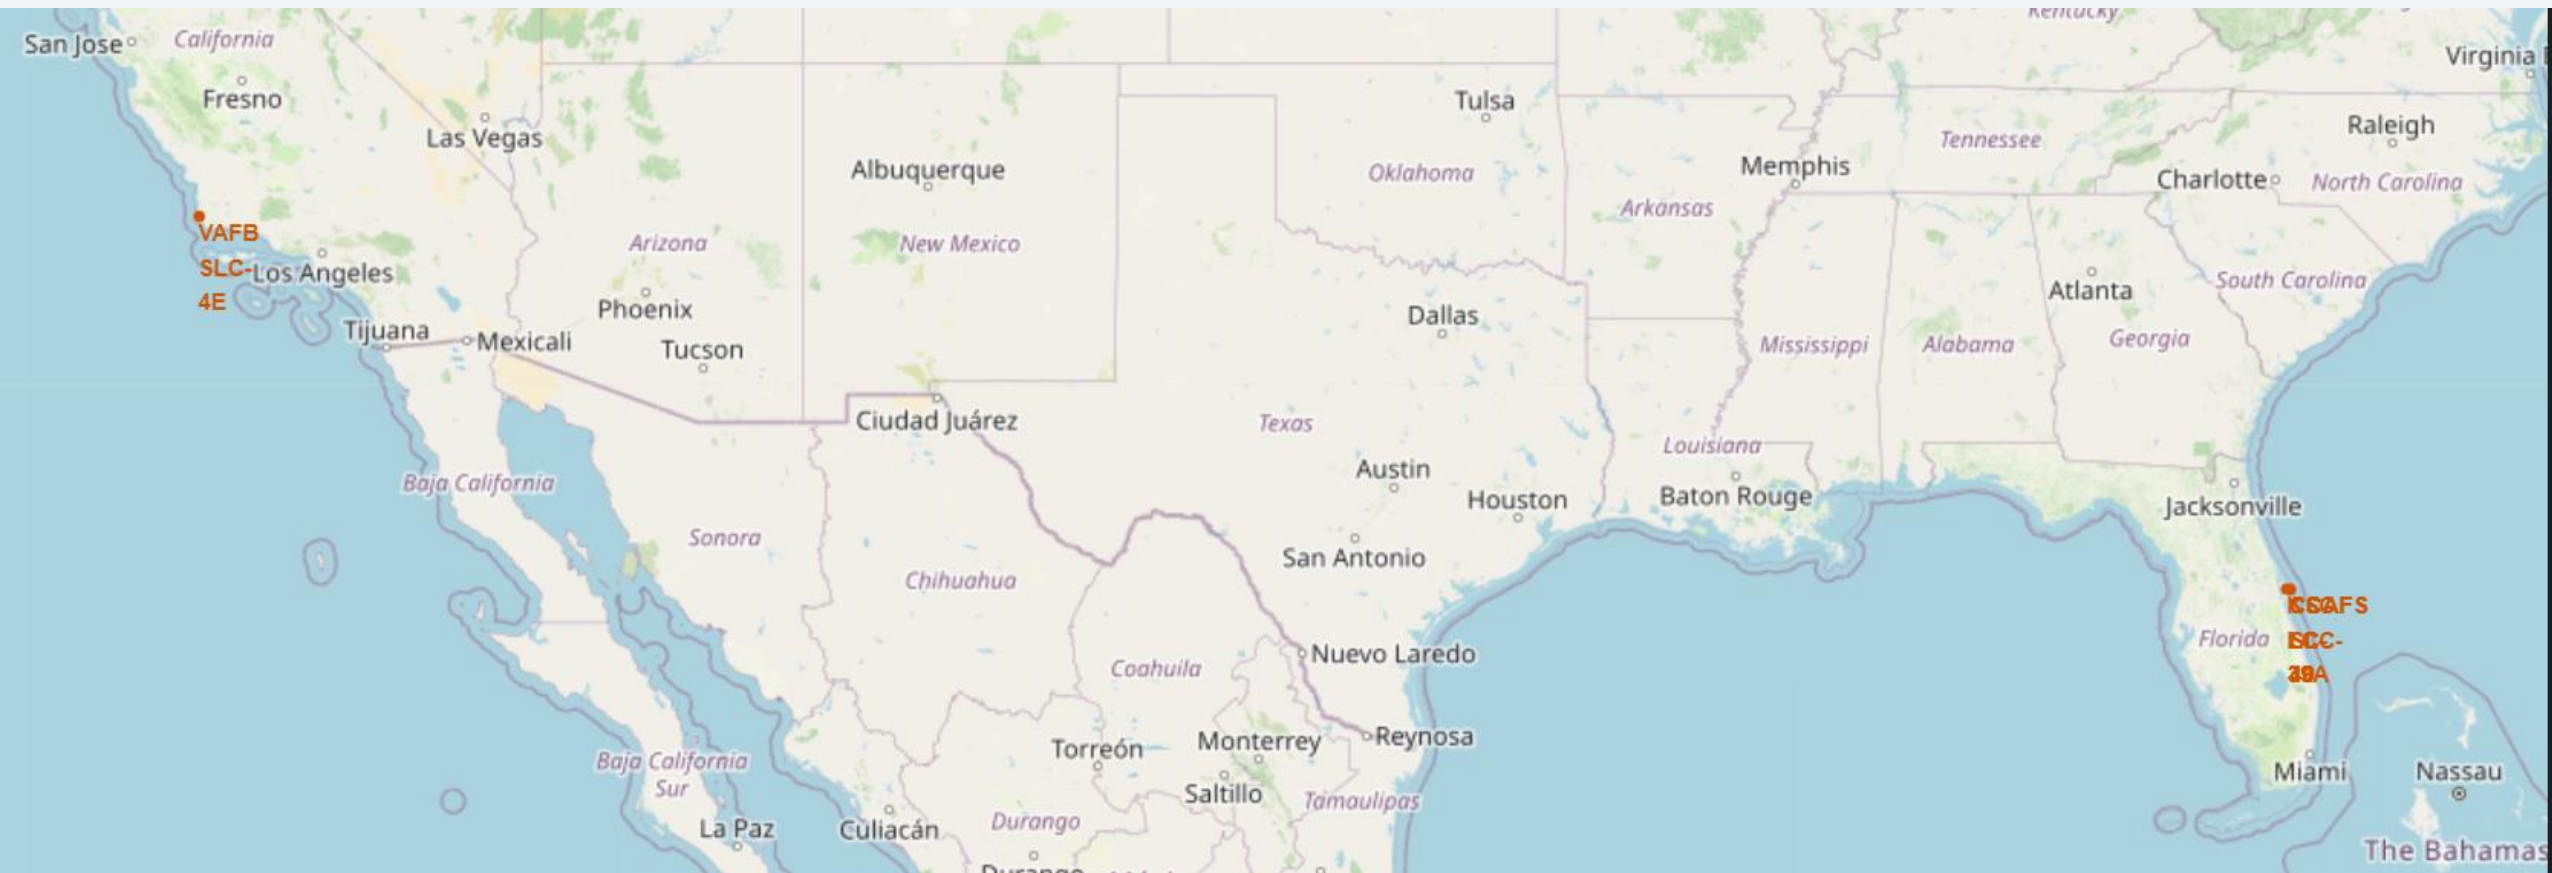 Kentucky
San Jose
California
Virginia
Fresno
Tulsa
Las Vegas
Raleigh
Tennessee
Albuquerque
Memphis
Oklahoma
Charlotte
North Carolina
Arkansas
VAFB
SLC-
4E
Arizona
New Mexico
Los Angeles
Atlanta
South Carolina
Phoenix
Dallas
Tijuana
Mexicali
Tucson
Mississippi
Alabama
Georgia
Ciudad Juárez
Texas
Louisiana
Austin
Baja California
Houston
Baton Rouge
Jacksonville
Sonora
San Antonio
Chihuahua
Florida
Nuevo Laredo
Coahuila
Reynosa
Monterrey
Torreón
Baja California
Sur
Miami
Nassau
Saltillo
Tamaulipas
Durango
La Paz
Culiacán
The Bahamas
Durango